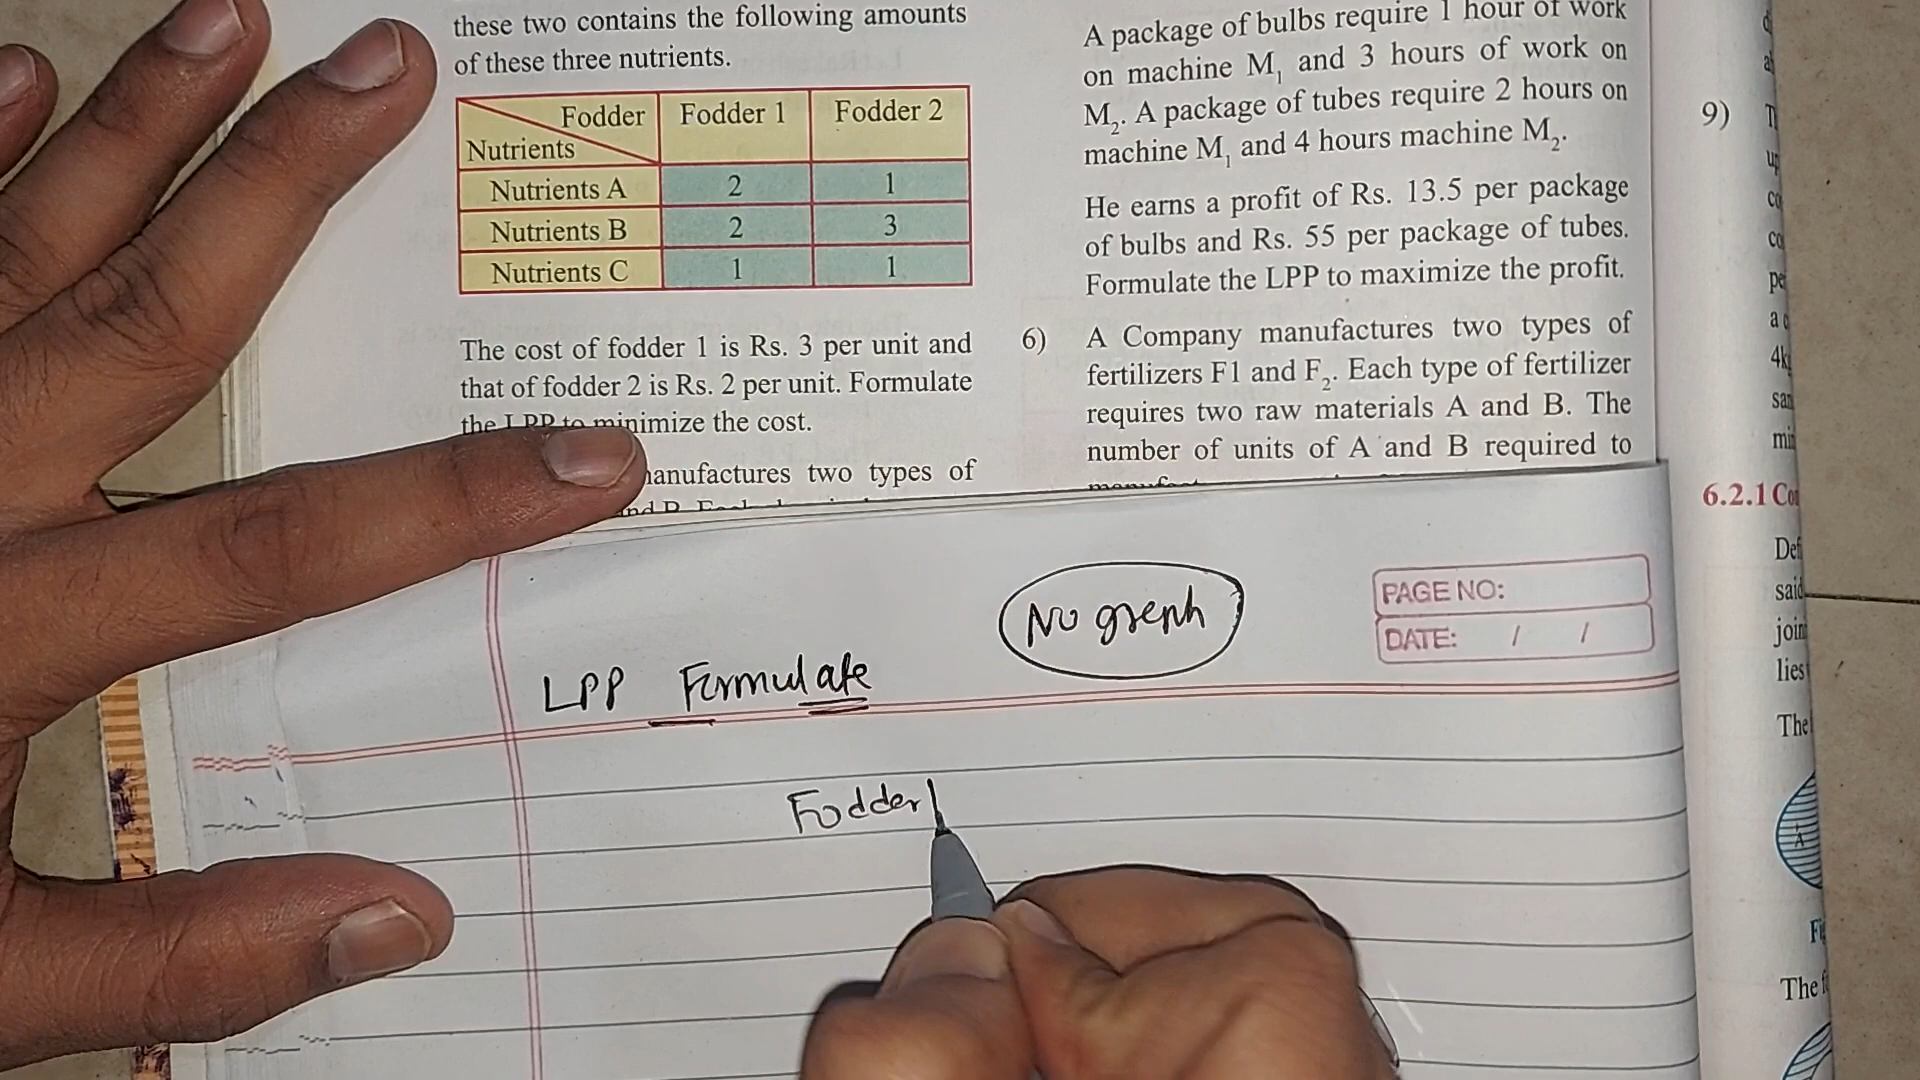 these two contains the following amounts
of these three nutrients.
Fodder
Nutrients
Fodder 1
Fodder 2
Nutrients A 2 1
Nutrients B 2 3
Nutrients C 1 1
The cost of fodder 1 is Rs. 3 per unit and
that of fodder 2 is Rs. 2 per unit. Formulate
the LPP to minimize the cost.
manufactures two types of
A package of bulbs require 1 hour of work
on machine M₁ and 3 hours of work on
M₂. A package of tubes require 2 hours on
machine M₁ and 4 hours machine M₂.
He earns a profit of Rs. 13.5 per package
of bulbs and Rs. 55 per package of tubes.
Formulate the LPP to maximize the profit.
6) A Company manufactures two types of
fertilizers F1 and F₂. Each type of fertilizer
requires two raw materials A and B. The
number of units of A and B required to
9)
6.2.1
The
The
No
PAGE NO:
DATE: / /
LPP Formulate
Fodder